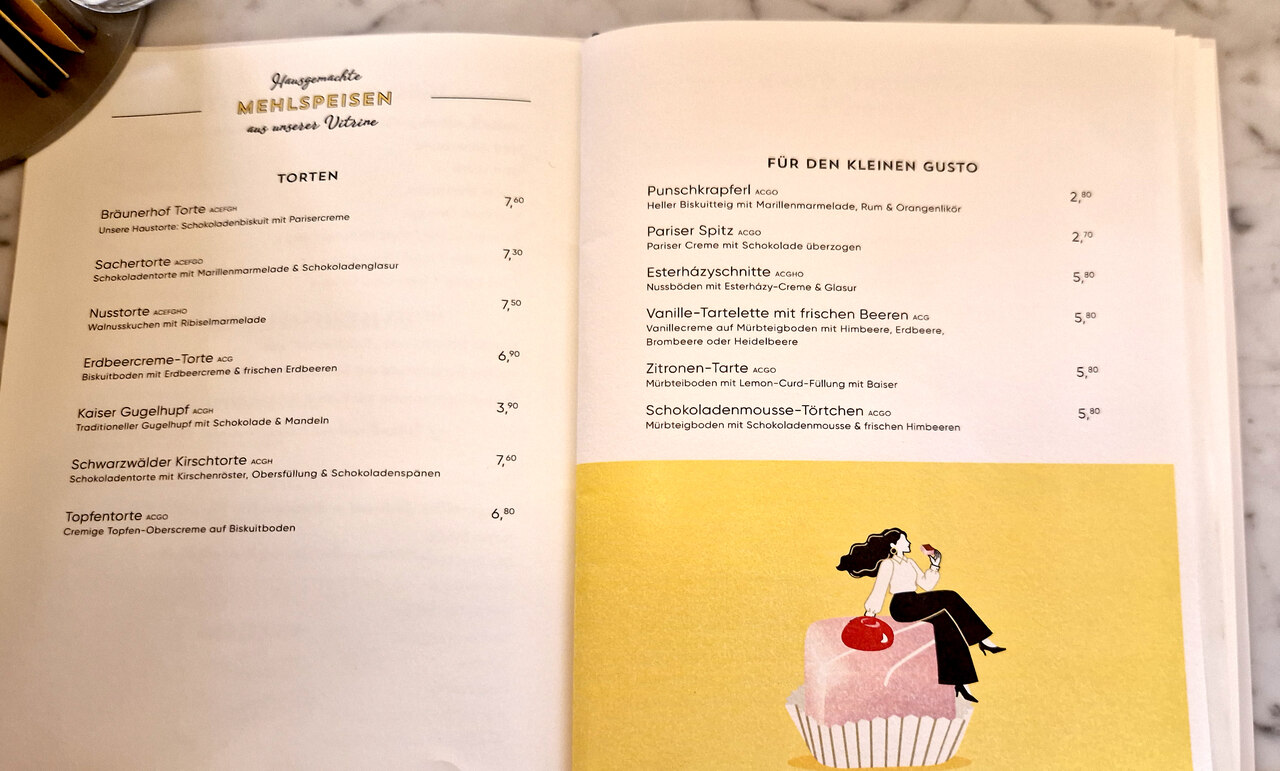 Hausgemachte
MEHLSPEISEN
aus unserer Vitrine
TORTEN
Bräunerhof Torte ACEFGH 7,60
Unsere Haustorte: Schokoladenbiskuit mit Parisercreme
Sachertorte ACEFGO 7,30
Schokoladentorte mit Marillenmarmelade & Schokoladenglasur
Nusstorte ACEFGHO 7,50
Walnusskuchen mit Ribiselmarmelade
Erdbeercreme-Torte ACG 6,90
Biskuitboden mit Erdbeercreme & frischen Erdbeeren
Kaiser Gugelhupf ACGH 3,90
Traditioneller Gugelhupf mit Schokolade & Mandeln
Schwarzwälder Kirschtorte ACGH 7,60
Schokoladentorte mit Kirschenröster, Obersfüllung & Schokoladenspänen
Topfentorte ACGO 6,80
Cremige Topfen-Oberscreme auf Biskuitboden
FÜR DEN KLEINEN GUSTO
Punschkrapferl ACGO 2,80
Heller Biskuitteig mit Marillenmarmelade, Rum & Orangenlikör
Pariser Spitz ACGO 2,70
Pariser Creme mit Schokolade überzogen
Esterházyschnitte ACGHO 5,80
Nussböden mit Esterházy-Creme & Glasur
Vanille-Tartelette mit frischen Beeren ACG 5,80
Vanillecreme auf Mürbteigboden mit Himbeere, Erdbeere,
Brombeere oder Heidelbeere
Zitronen-Tarte ACGO 5,80
Mürbteiboden mit Lemon-Curd-Füllung mit Baiser
Schokoladenmousse-Törtchen ACGO 5,80
Mürbteigboden mit Schokoladenmousse & frischen Himbeeren